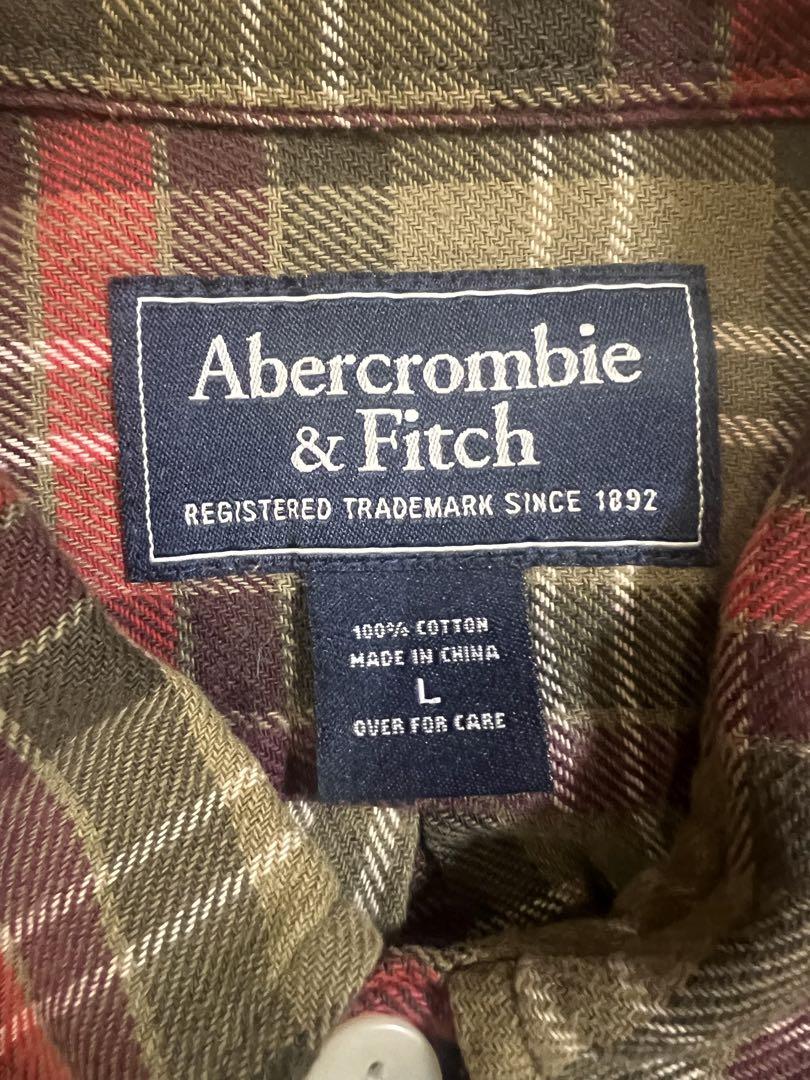 Abercrombie
& Fitch
REGISTERED TRADEMARK SINCE 1892
100% COTTON
MADE IN CHINA
L
OVER FOR CARE